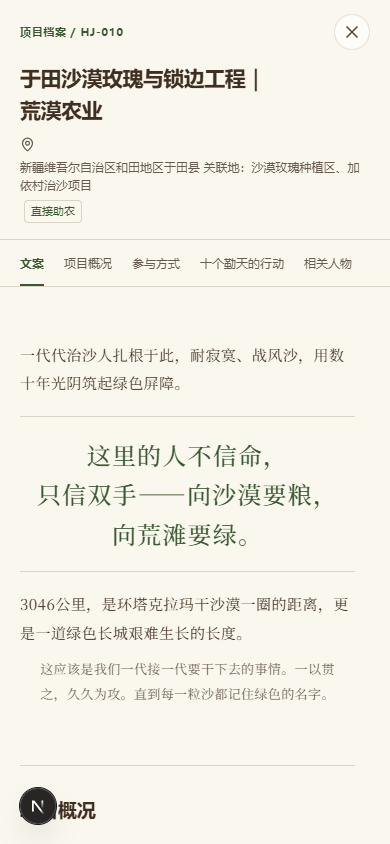 项目档案 / HJ-010
于田沙漠玫瑰与锁边工程｜
荒漠农业
新疆维吾尔自治区和田地区于田县 关联地：沙漠玫瑰种植区、加
依村治沙项目
直接助农
文案 项目概况 参与方式 十个勤天的行动 相关人物
一代代治沙人扎根于此，耐寂寞、战风沙，用数
十年光阴筑起绿色屏障。
这里的人不信命，
只信双手——向沙漠要粮，
向荒滩要绿。
3046公里，是环塔克拉玛干沙漠一圈的距离，更
是一道绿色长城艰难生长的长度。
这应该是我们一代接一代要干下去的事情。一以贯
之，久久为攻。直到每一粒沙都记住绿色的名字。
N
概况